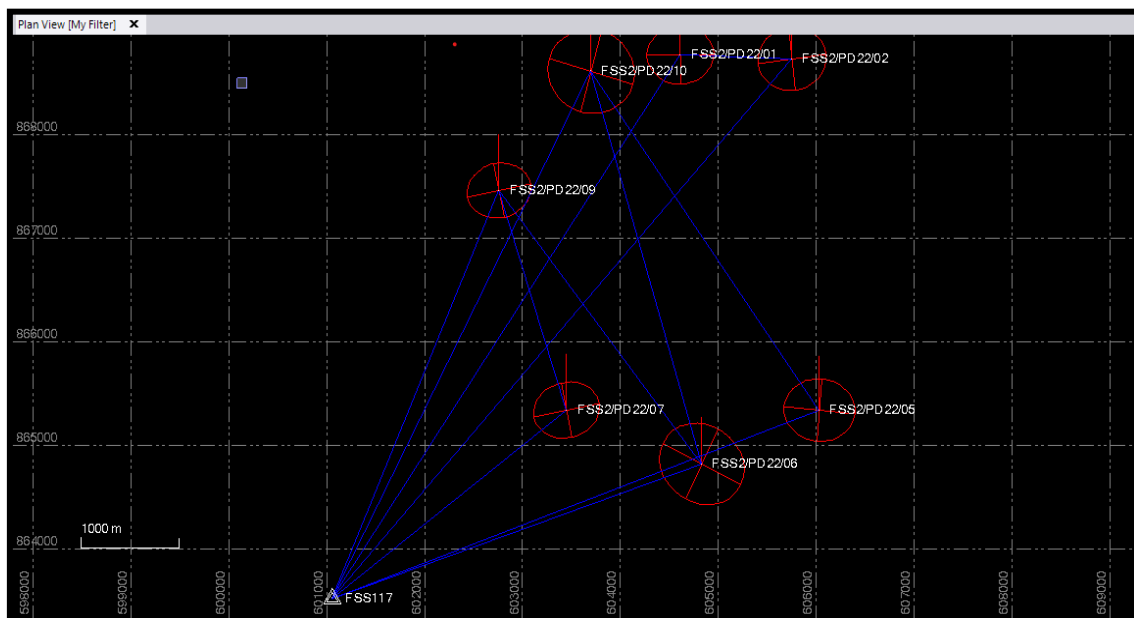 Plan View [My Filter] X
FSS2/PD22/01
FSS2/PD22/10
FSS2/PD22/02
868000
FSS2/PD22/09
867000
866000
FSS2/PD22/07
FSS2/PD22/05
865000
FSS2/PD22/06
1000 m
864000
598000
599000
600000
601000
602000
603000
604000
605000
606000
607000
608000
609000
FSS117